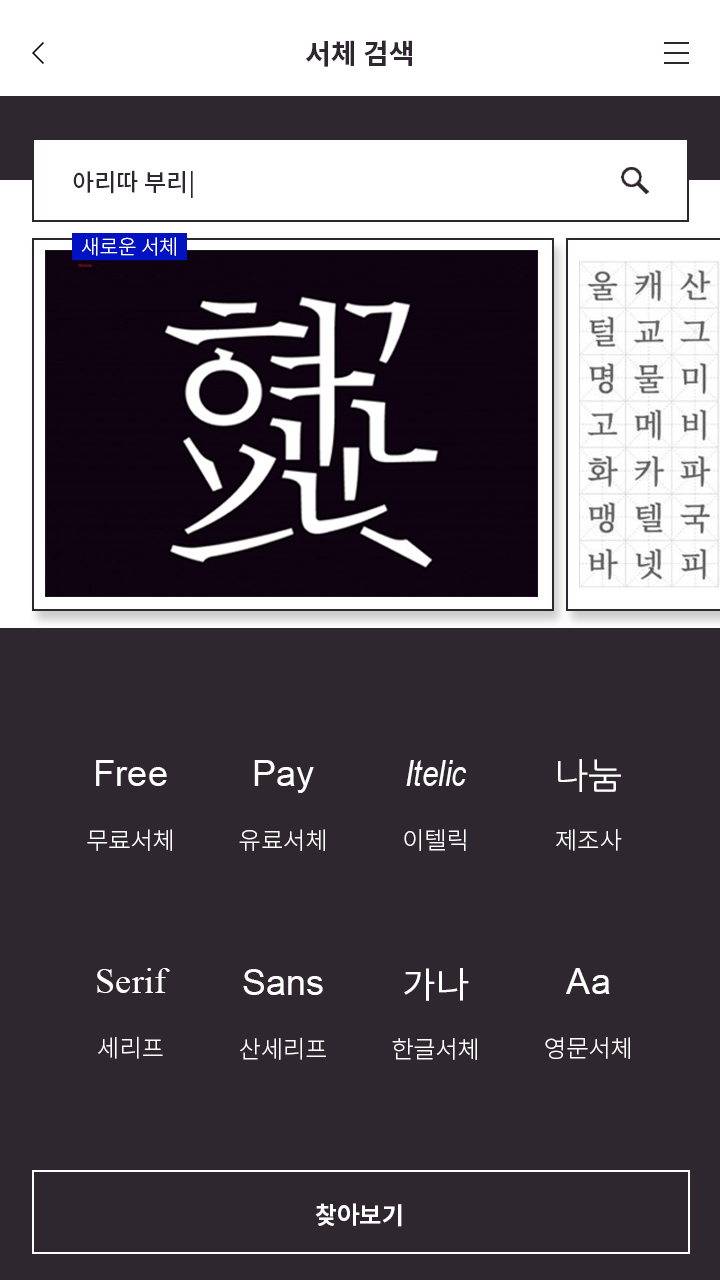 서체 검색
아리따 부리
새로운 서체
울 캐 산
털 교 그
명 물 미
고 메 비
화 카 파
맹 텔 국
바 넷 피
Free Pay Itelic 나눔
무료서체 유료서체 이텔릭 제조사
Serif Sans 가나 Aa
세리프 산세리프 한글서체 영문서체
찾아보기